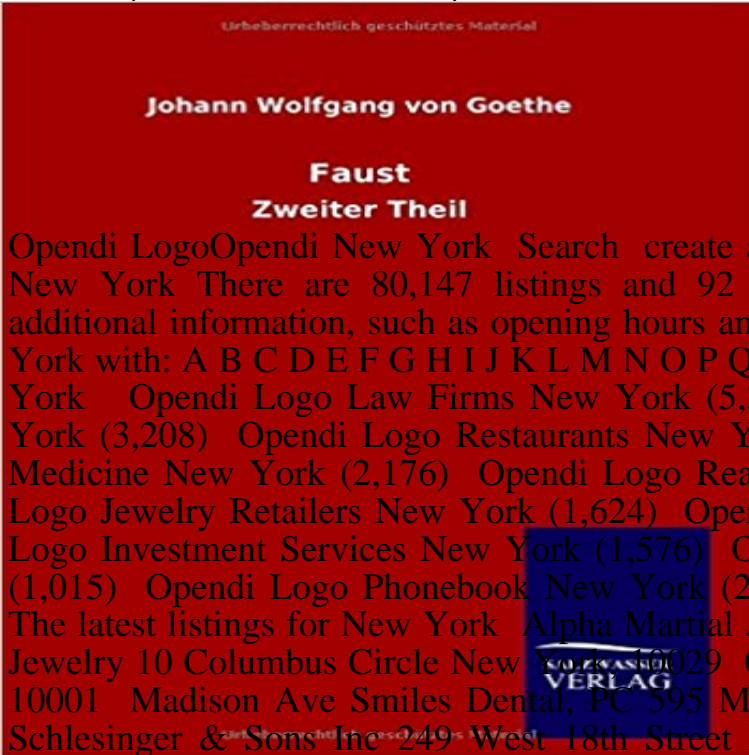 Urheberrechtlich geschütztes Material
Johann Wolfgang von Goethe
Faust
Zweiter Theil
Opendi LogoOpendi New York Search create
New York There are 80,147 listings and 92
additional information, such as opening hours
York with: A B C D E F G H I J K L M N O P Q
York Opendi Logo Law Firms New York (5,
York (3,208) Opendi Logo Restaurants New
Medicine New York (2,176) Opendi Logo
Logo Jewelry Retailers New York (1,624)
Logo Investment Services New York (1,576)
(1,015) Opendi Logo Phonebook New York (2
The latest listings for New York Alpha Martial
Jewelry 10 Columbus Circle New York, 10029
VERLAG
10001 Madison Ave Smiles Dental, PC 595
Schlesinger & Sons Inc 249 West 18th Street
Urheberrechtlich geschütztes Material